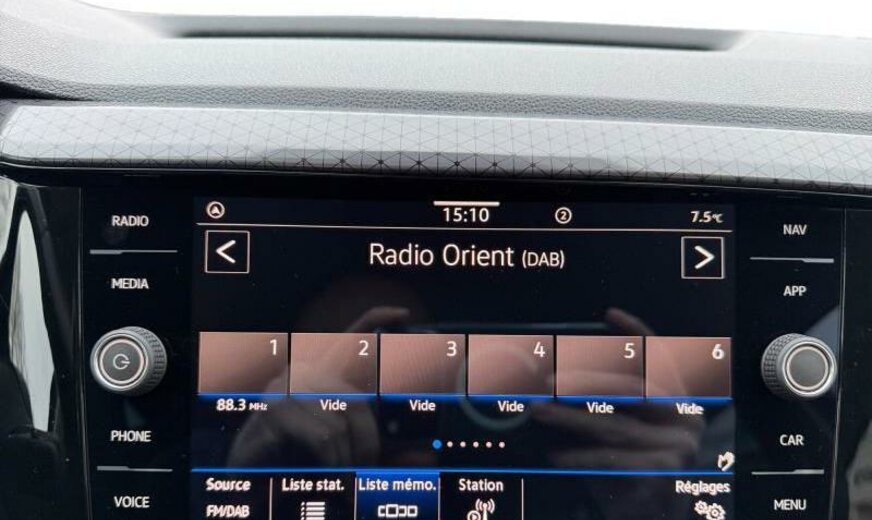 RADIO
MEDIA
PHONE
VOICE
A 15:10 2 7.5°C
< Radio Orient (DAB) >
1 2 3 4 5 6
88.3 MHz Vide Vide Vide Vide Vide
Source Liste stat. Liste mémo. Station Réglages
FM/DAB
NAV
APP
CAR
MENU